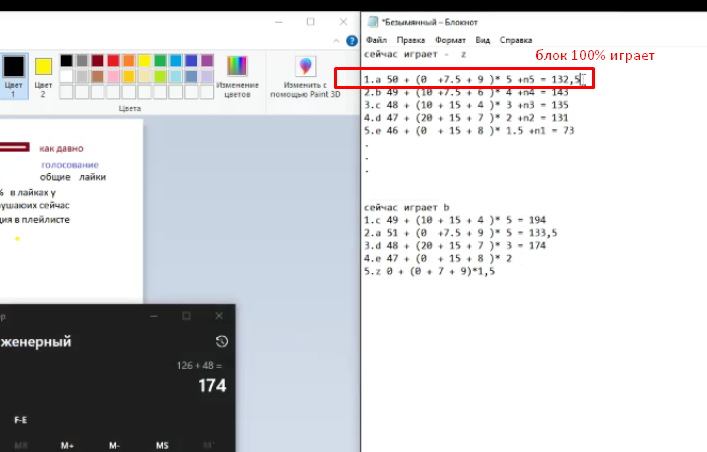 *Безымянный – Блокнот
Файл Правка Формат Вид Справка
сейчас играет - z
блок 100% играет
1.a 50 + (0 +7.5 + 9 )* 5 +n5 = 132,5
2.b 49 + (10 +7.5 + 6 )* 4 +n4 = 143
3.c 48 + (10 + 15 + 4 )* 3 +n3 = 135
4.d 47 + (20 + 15 + 7 )* 2 +n2 = 131
5.e 46 + (0 + 15 + 8 )* 1.5 +n1 = 73
.
.
.
сейчас играет b
1.c 49 + (10 + 15 + 4 )* 5 = 194
2.a 51 + (0 +7.5 + 9 )* 5 = 133,5
3.d 48 + (20 + 15 + 7 )* 3 = 174
4.e 47 + (0 + 15 + 8 )* 2
5.z 0 + (0 + 7 + 9)*1,5
Цвет 1
Цвет 2
Изменение цветов
Изменить с помощью Paint 3D
Цвета
как давно
голосование
общие лайки
% в лайках у
ушаюих сейчас
ция в плейлисте
ор
женерный
126 + 48 =
174
F-E
MR M+ M- MS